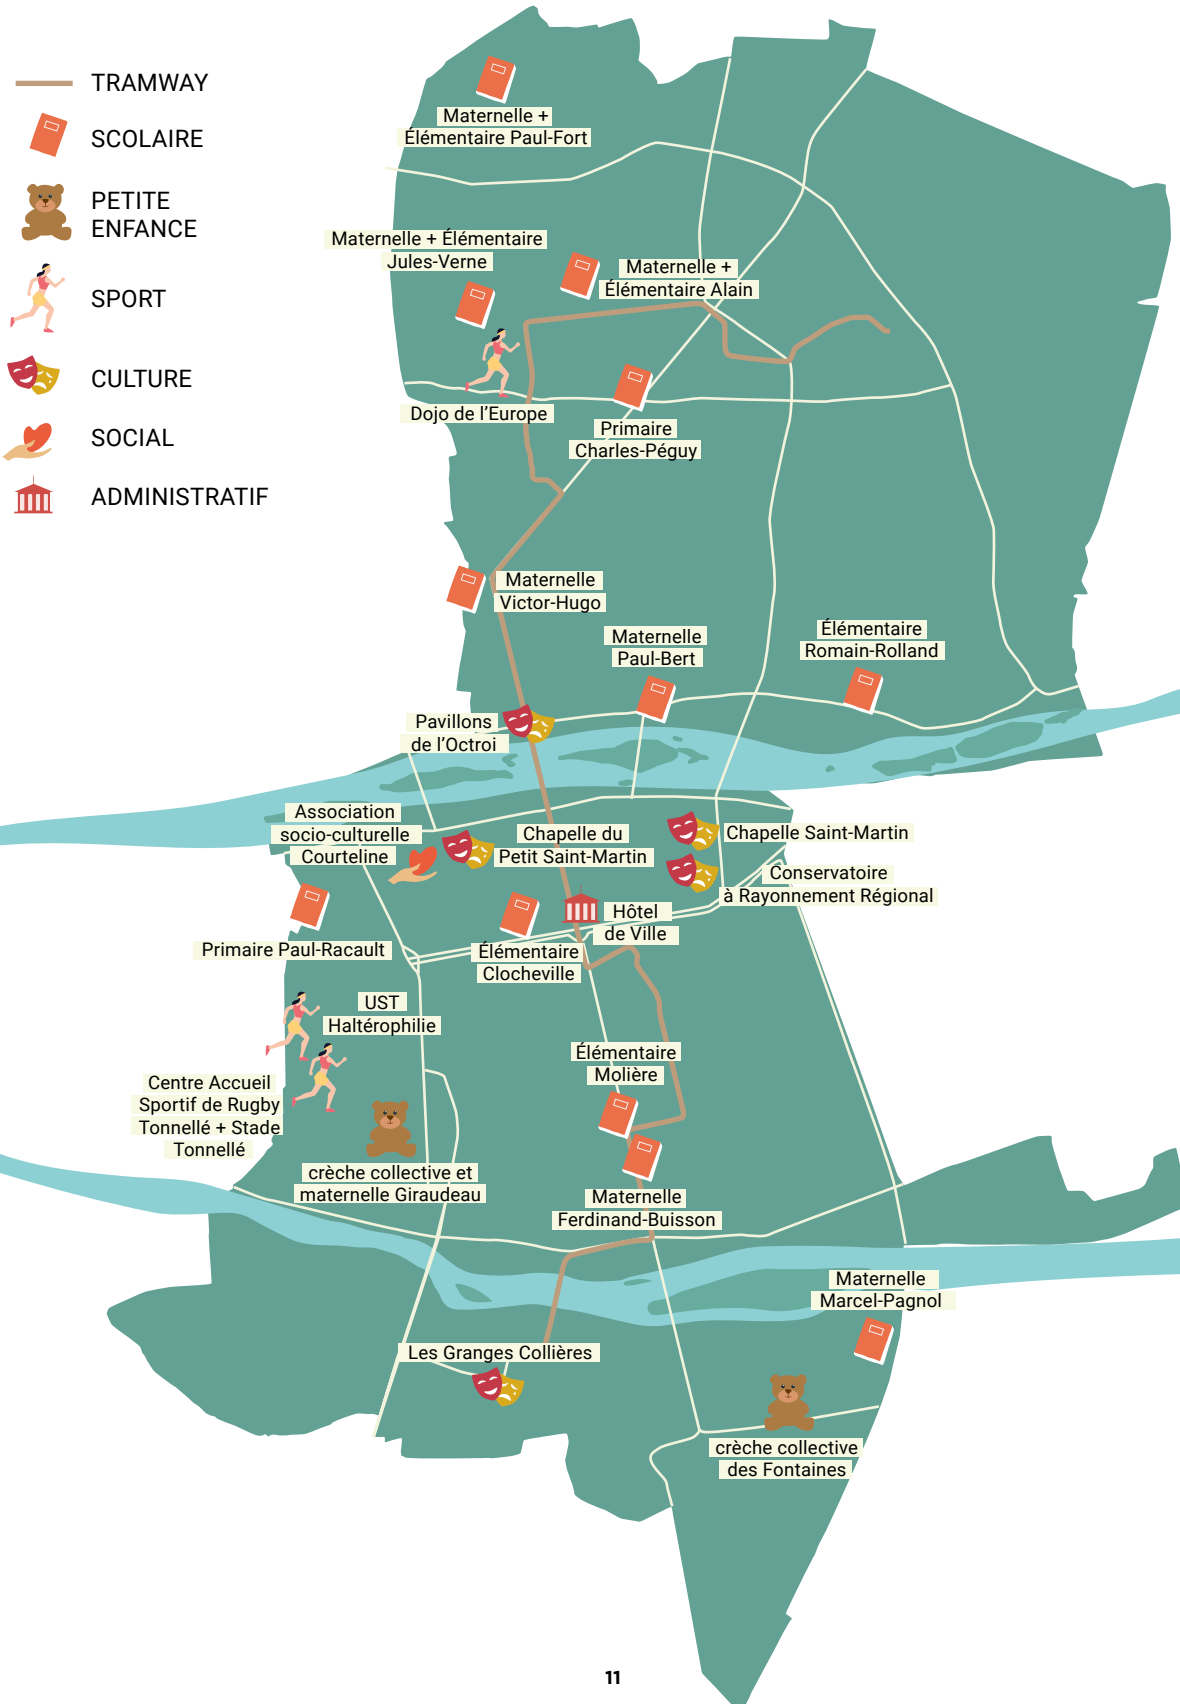 TRAMWAY
SCOLAIRE
PETITE
ENFANCE
SPORT
CULTURE
SOCIAL
ADMINISTRATIF
Maternelle +
Élémentaire Paul-Fort
Maternelle + Élémentaire
Jules-Verne
Maternelle +
Élémentaire Alain
Dojo de l'Europe
Primaire
Charles-Péguy
Maternelle
Victor-Hugo
Maternelle
Paul-Bert
Élémentaire
Romain-Rolland
Pavillons
de l'Octroi
Association
socio-culturelle
Courteline
Chapelle du
Petit Saint-Martin
Chapelle Saint-Martin
Conservatoire
à Rayonnement Régional
Hôtel
de Ville
Primaire Paul-Racault
Élémentaire
Clocheville
UST
Haltérophilie
Élémentaire
Molière
Centre Accueil
Sportif de Rugby
Tonnellé + Stade
Tonnellé
crèche collective et
maternelle Giraudeau
Maternelle
Ferdinand-Buisson
Maternelle
Marcel-Pagnol
Les Granges Collières
crèche collective
des Fontaines
11